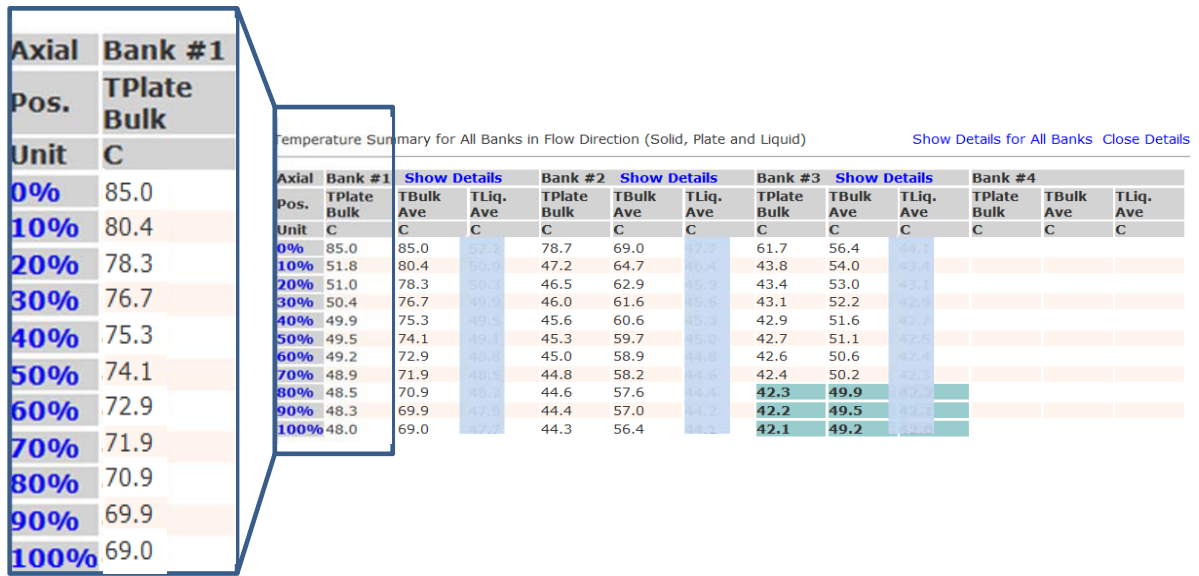 Axial Bank #1
Pos. TPlate Bulk
Unit C
0% 85.0
10% 80.4
20% 78.3
30% 76.7
40% 75.3
50% 74.1
60% 72.9
70% 71.9
80% 70.9
90% 69.9
100% 69.0
Temperature Summary for All Banks in Flow Direction (Solid, Plate and Liquid) Show Details for All Banks Close Details
Axial Bank #1 Show Details Bank #2 Show Details Bank #3 Show Details Bank #4
Pos. TPlate Bulk TBulk Ave TLiq. Ave TPlate Bulk TBulk Ave TLiq. Ave TPlate Bulk TBulk Ave TLiq. Ave TPlate Bulk TBulk Ave TLiq. Ave
Unit C C C C C C C C C C C C
0% 85.0 85.0 78.7 69.0 61.7 56.4
10% 51.8 80.4 47.2 64.7 43.8 54.0
20% 51.0 78.3 46.5 62.9 43.4 53.0
30% 50.4 76.7 46.0 61.6 43.1 52.2
40% 49.9 75.3 45.6 60.6 42.9 51.6
50% 49.5 74.1 45.3 59.7 42.7 51.1
60% 49.2 72.9 45.0 58.9 42.6 50.6
70% 48.9 71.9 44.8 58.2 42.4 50.2
80% 48.5 70.9 44.6 57.6 42.3 49.9
90% 48.3 69.9 44.4 57.0 42.2 49.5
100% 48.0 69.0 44.3 56.4 42.1 49.2